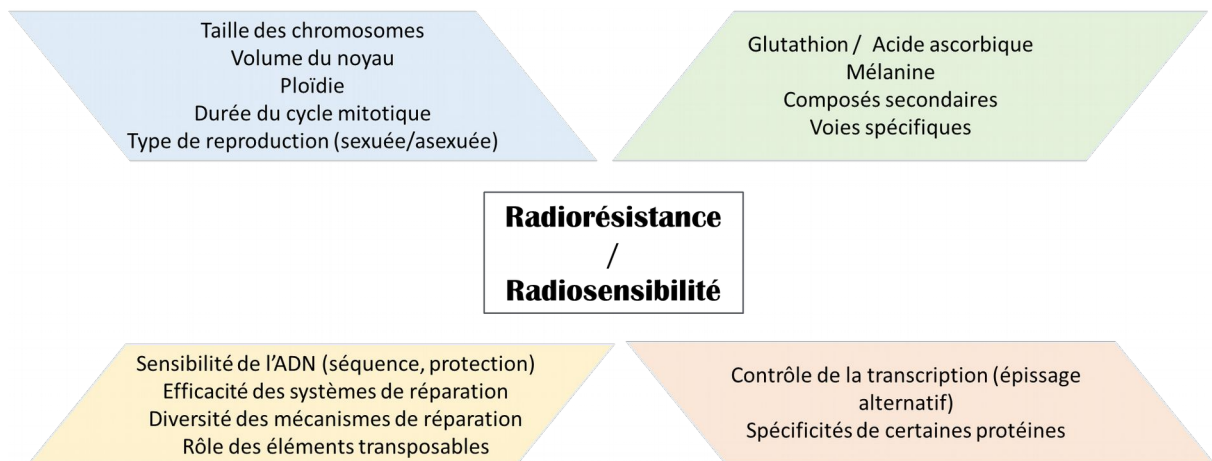 Taille des chromosomes
Volume du noyau
Ploïdie
Durée du cycle mitotique
Type de reproduction (sexuée/asexuée)
Glutathion / Acide ascorbique
Mélanine
Composés secondaires
Voies spécifiques
Radiorésistance
/
Radiosensibilité
Sensibilité de l'ADN (séquence, protection)
Efficacité des systèmes de réparation
Diversité des mécanismes de réparation
Rôle des éléments transposables
Contrôle de la transcription (épissage
alternatif)
Spécificités de certaines protéines